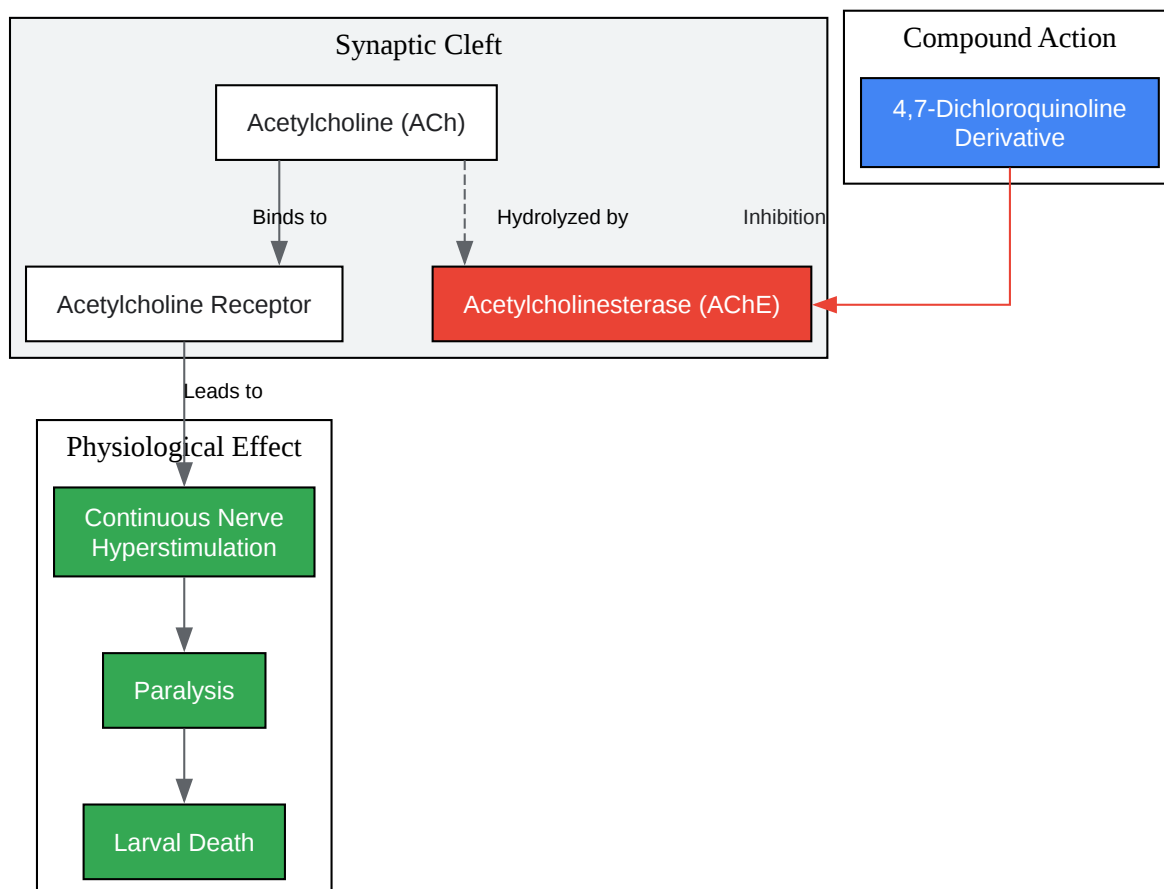 Synaptic Cleft
Compound Action
Acetylcholine (ACh)
4,7-Dichloroquinoline
Derivative
Binds to
Hydrolyzed by
Inhibition
Acetylcholine Receptor
Acetylcholinesterase (AChE)
Leads to
Physiological Effect
Continuous Nerve
Hyperstimulation
Paralysis
Larval Death